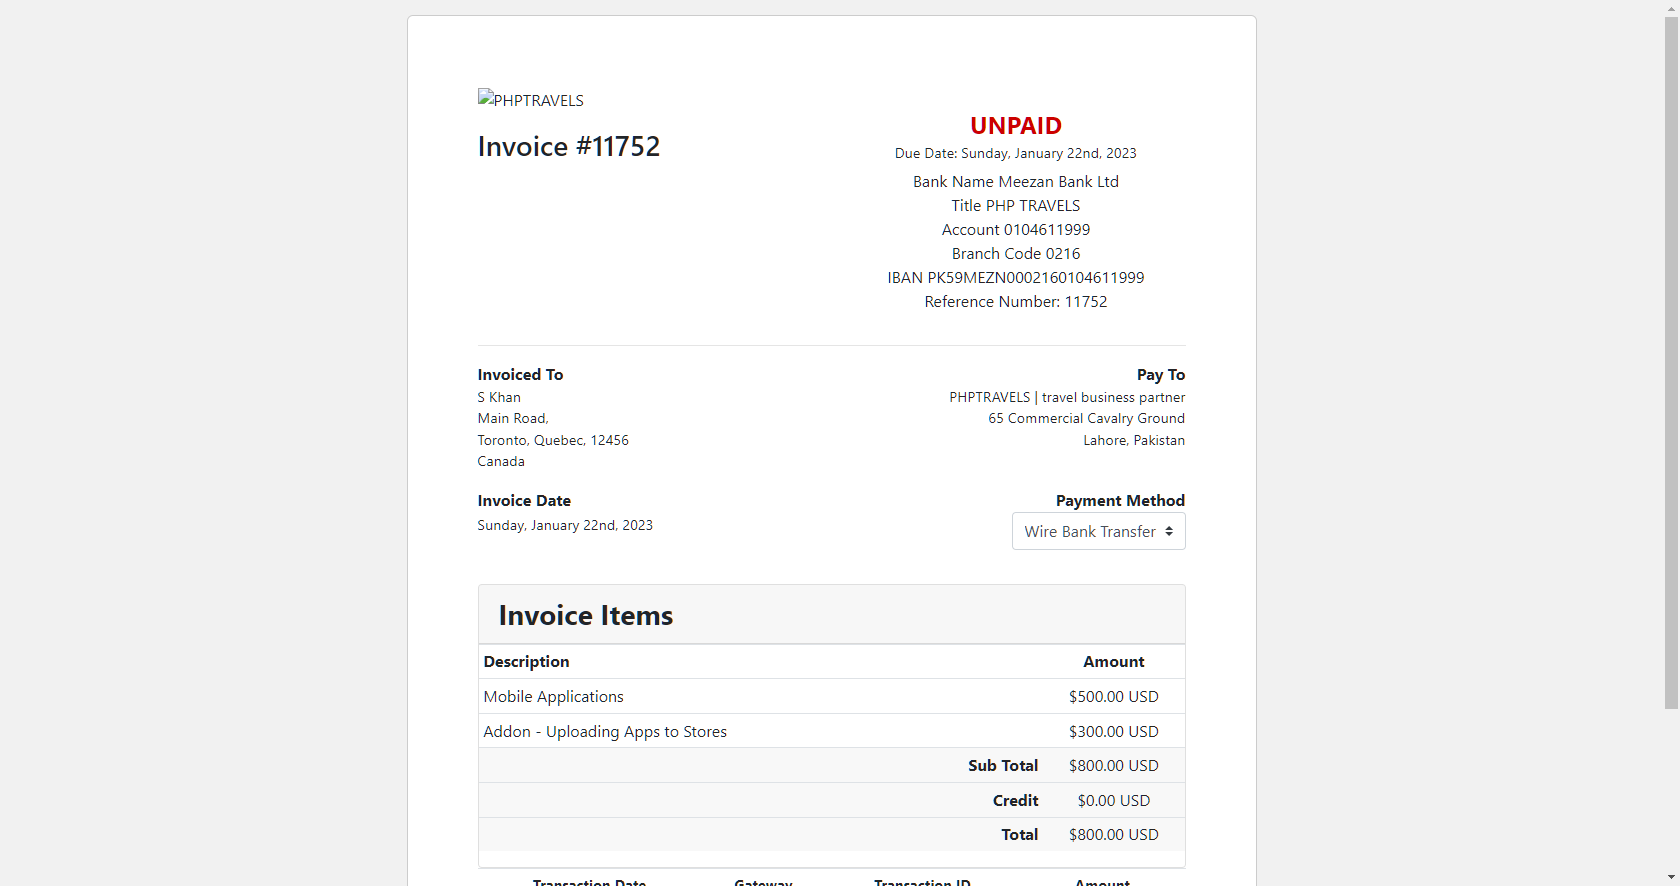 PHPTRAVELS
Invoice #11752
UNPAID
Due Date: Sunday, January 22nd, 2023
Bank Name Meezan Bank Ltd
Title PHP TRAVELS
Account 0104611999
Branch Code 0216
IBAN PK59MEZN0002160104611999
Reference Number: 11752
Invoiced To
S Khan
Main Road,
Toronto, Quebec, 12456
Canada
Pay To
PHPTRAVELS | travel business partner
65 Commercial Cavalry Ground
Lahore, Pakistan
Invoice Date
Sunday, January 22nd, 2023
Payment Method
Wire Bank Transfer
Invoice Items
Description Amount
Mobile Applications $500.00 USD
Addon - Uploading Apps to Stores $300.00 USD
Sub Total $800.00 USD
Credit $0.00 USD
Total $800.00 USD
Transaction Date Gateway Transaction ID Amount